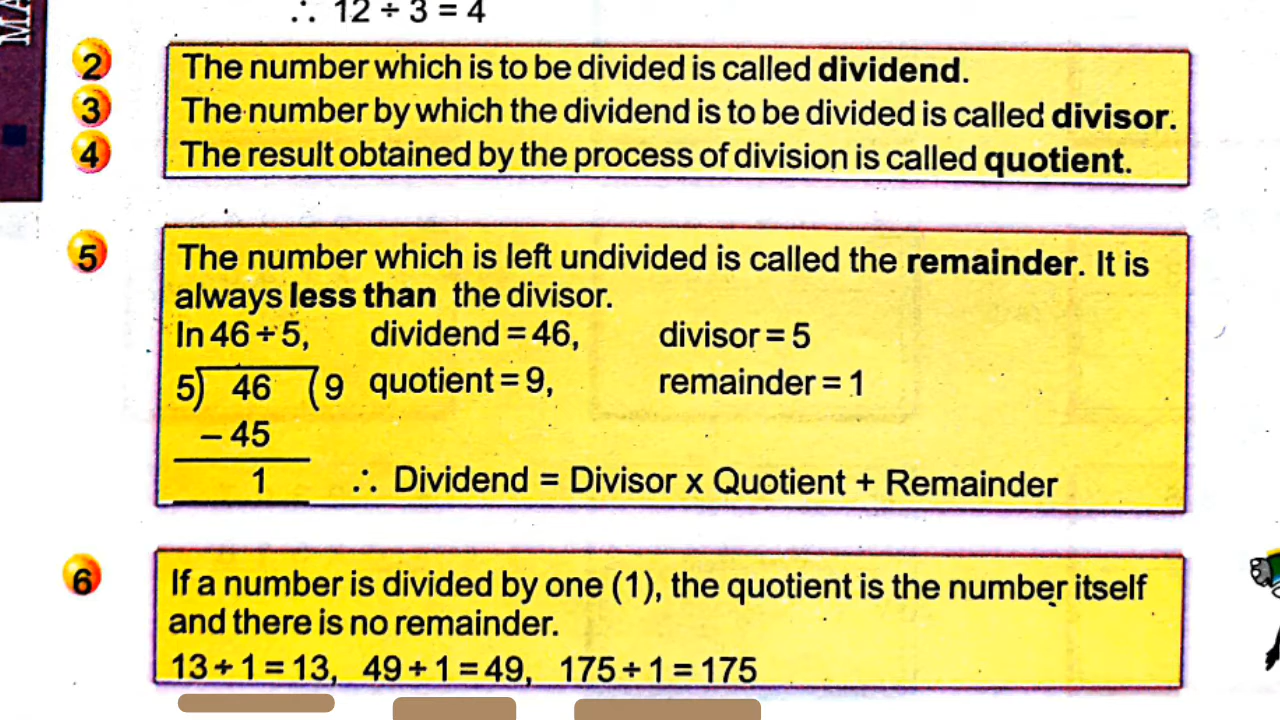 MA
∴ 12 ÷ 3 = 4
2 The number which is to be divided is called dividend.
3 The number by which the dividend is to be divided is called divisor.
4 The result obtained by the process of division is called quotient.
5 The number which is left undivided is called the remainder. It is
always less than the divisor.
In 46 ÷ 5, dividend = 46, divisor = 5
5) 46 (9 quotient = 9, remainder = 1
– 45
1 ∴ Dividend = Divisor x Quotient + Remainder
6 If a number is divided by one (1), the quotient is the number itself
and there is no remainder.
13 ÷ 1 = 13, 49 ÷ 1 = 49, 175 ÷ 1 = 175